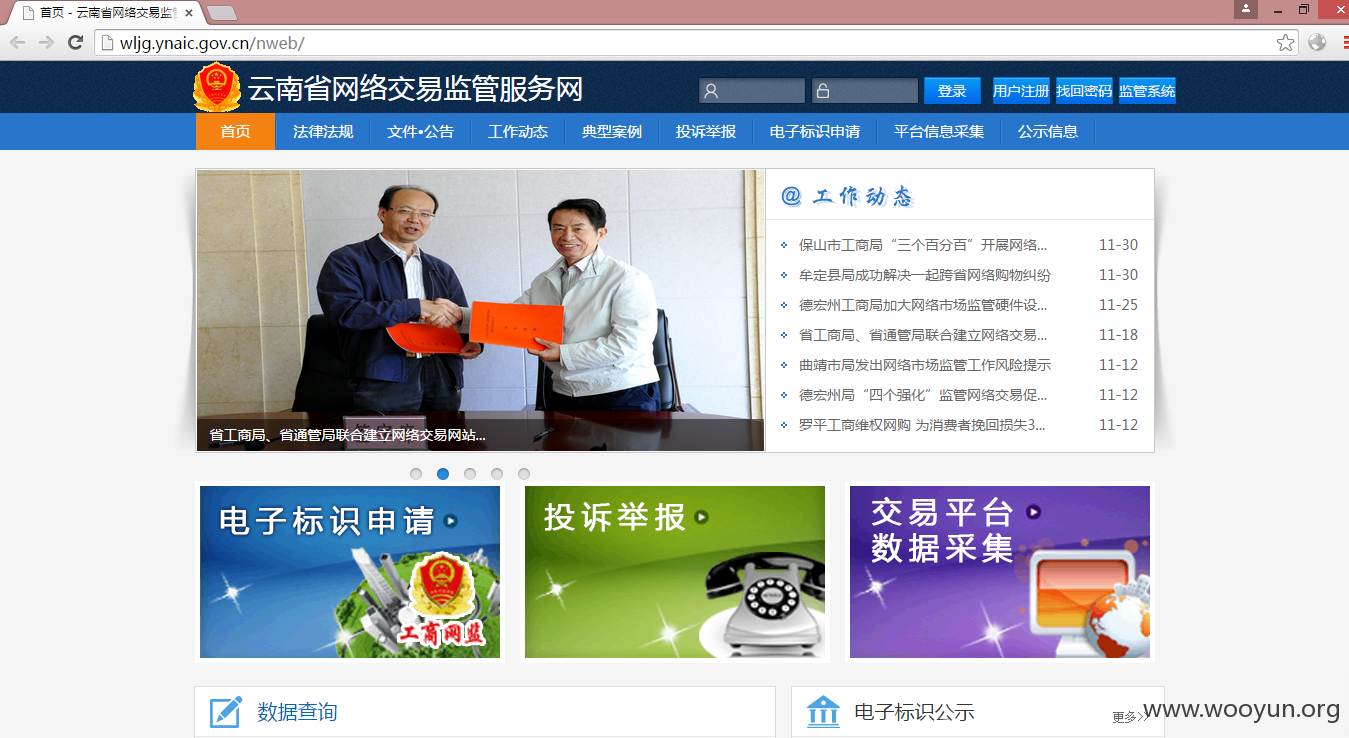 首页 - 云南省网络交易监管
wljg.ynaic.gov.cn/nweb/
云南省网络交易监管服务网
登录 用户注册 找回密码 监管系统
首页 法律法规 文件•公告 工作动态 典型案例 投诉举报 电子标识申请 平台信息采集 公示信息
@ 工作动态
保山市工商局“三个百分百”开展网络... 11-30
牟定县局成功解决一起跨省网络购物纠纷 11-30
德宏州工商局加大网络市场监管硬件设... 11-25
省工商局、省通管局联合建立网络交易... 11-18
曲靖市局发出网络市场监管工作风险提示 11-12
德宏州局“四个强化”监管网络交易促... 11-12
罗平工商维权网购 为消费者挽回损失3... 11-12
省工商局、省通管局联合建立网络交易网站...
电子标识申请
工商网监
投诉举报
交易平台
数据采集
数据查询
电子标识公示
更多>>
www.wooyun.org